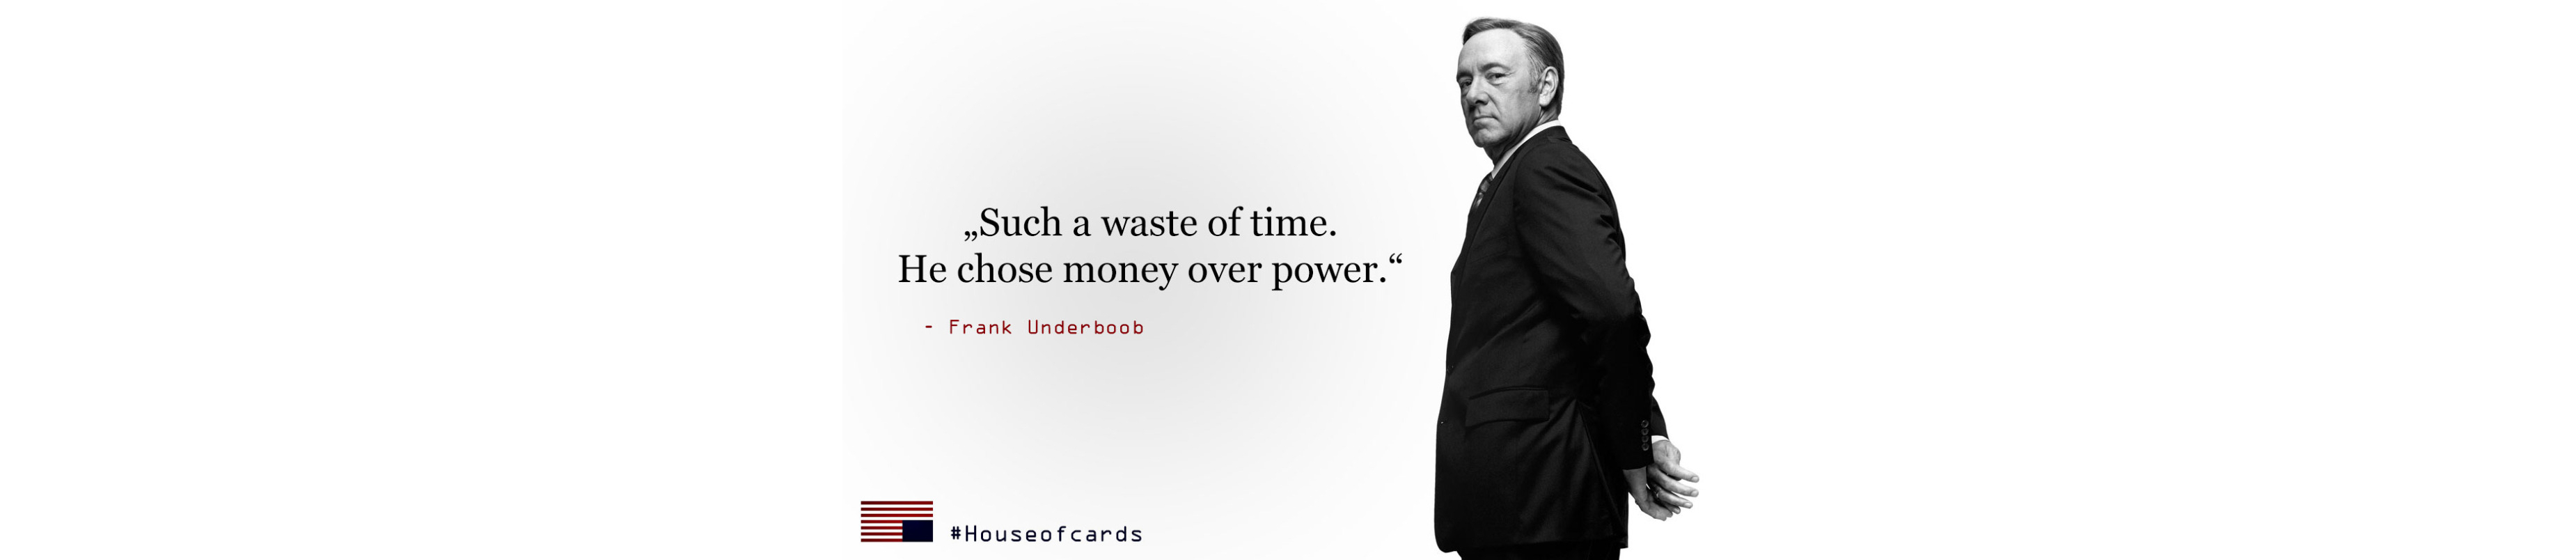 „Such a waste of time.
He chose money over power.“
- Frank Underboob
#Houseofcards